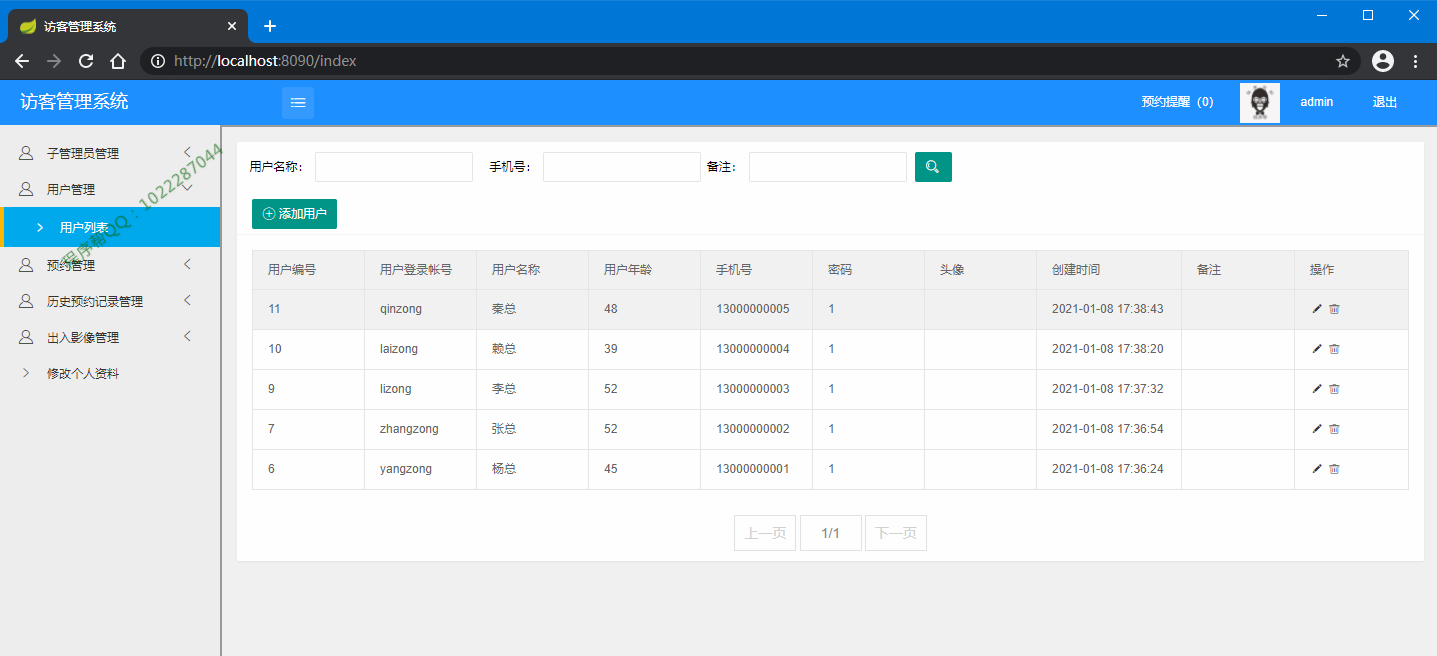 访客管理系统
http://localhost:8090/index
访客管理系统
预约提醒（0） admin 退出
子管理员管理
用户管理
用户列表
预约管理
历史预约记录管理
出入影像管理
修改个人资料
程序帮QQ：1022287044
用户名称： 手机号： 备注：
添加用户
用户编号 用户登录帐号 用户名称 用户年龄 手机号 密码 头像 创建时间 备注 操作
11 qinzong 秦总 48 13000000005 1 2021-01-08 17:38:43
10 laizong 赖总 39 13000000004 1 2021-01-08 17:38:20
9 lizong 李总 52 13000000003 1 2021-01-08 17:37:32
7 zhangzong 张总 52 13000000002 1 2021-01-08 17:36:54
6 yangzong 杨总 45 13000000001 1 2021-01-08 17:36:24
上一页 1/1 下一页